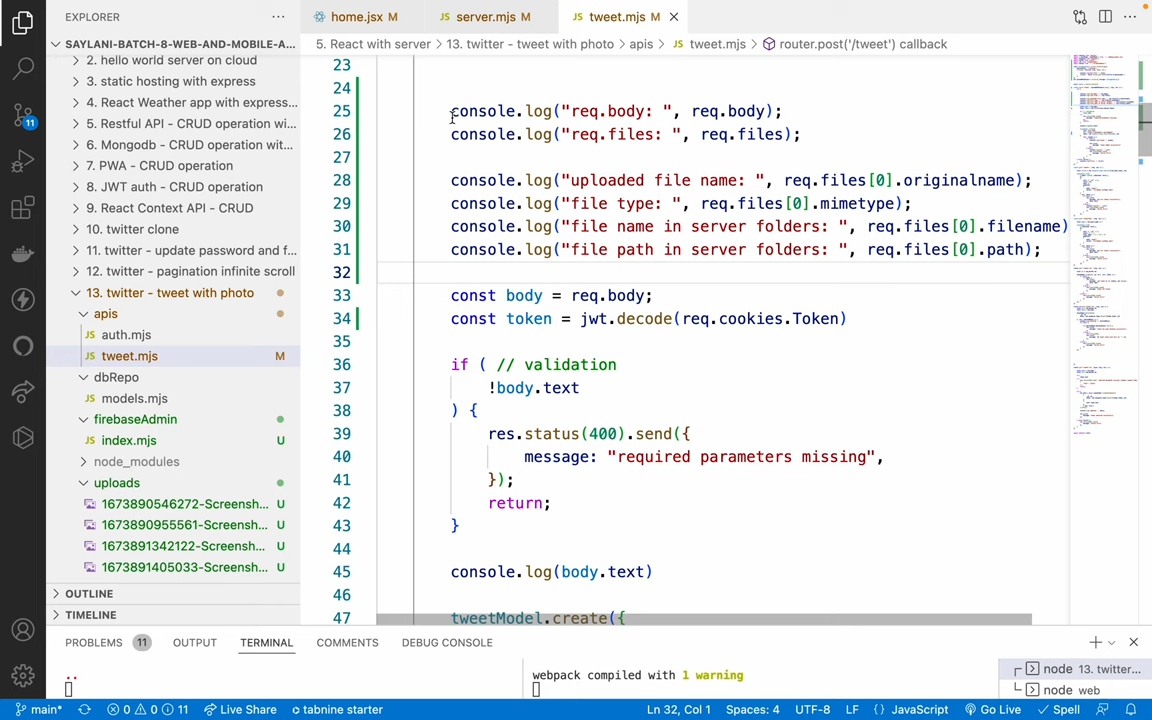 EXPLORER
home.jsx M
server.mjs M
tweet.mjs M
SAYLANI-BATCH-8-WEB-AND-MOBILE-A...
5. React with server > 13. twitter - tweet with photo > apis > JS tweet.mjs > router.post('/tweet') callback
2. hello world server on cloud
3. static hosting with express
4. React Weather app with express...
5. Restful API - CRUD operation wi...
6. Mongodb - CRUD operation wit...
7. PWA - CRUD operation
8. JWT auth - CRUD operation
9. React Context API - CRUD
10. twitter clone
11. twitter - update password and f...
12. twitter - pagination infinite scroll
13. twitter - tweet with photo
apis
JS auth.mjs
JS tweet.mjs M
dbRepo
JS models.mjs
firebaseAdmin
JS index.mjs U
node_modules
uploads
1673890546272-Screensh... U
1673890955561-Screensh... U
1673891342122-Screensh... U
1673891405033-Screensh... U
OUTLINE
TIMELINE
11
23
24
25 console.log("req.body: ", req.body);
26 console.log("req.files: ", req.files);
27
28 console.log("uploaded file name: ", req.files[0].originalname);
29 console.log("file type: ", req.files[0].mimetype);
30 console.log("file name in server folders: ", req.files[0].filename)
31 console.log("file path in server folders: ", req.files[0].path);
32
33 const body = req.body;
34 const token = jwt.decode(req.cookies.Token)
35
36 if ( // validation
37 !body.text
38 ) {
39 res.status(400).send({
40 message: "required parameters missing",
41 });
42 return;
43 }
44
45 console.log(body.text)
46
47 tweetModel.create({
PROBLEMS 11 OUTPUT TERMINAL COMMENTS DEBUG CONSOLE
..
webpack compiled with 1 warning
node 13. twitter...
node web
main* 0 0 11 Live Share tabnine starter Ln 32, Col 1 Spaces: 4 UTF-8 LF {} JavaScript Go Live Spell